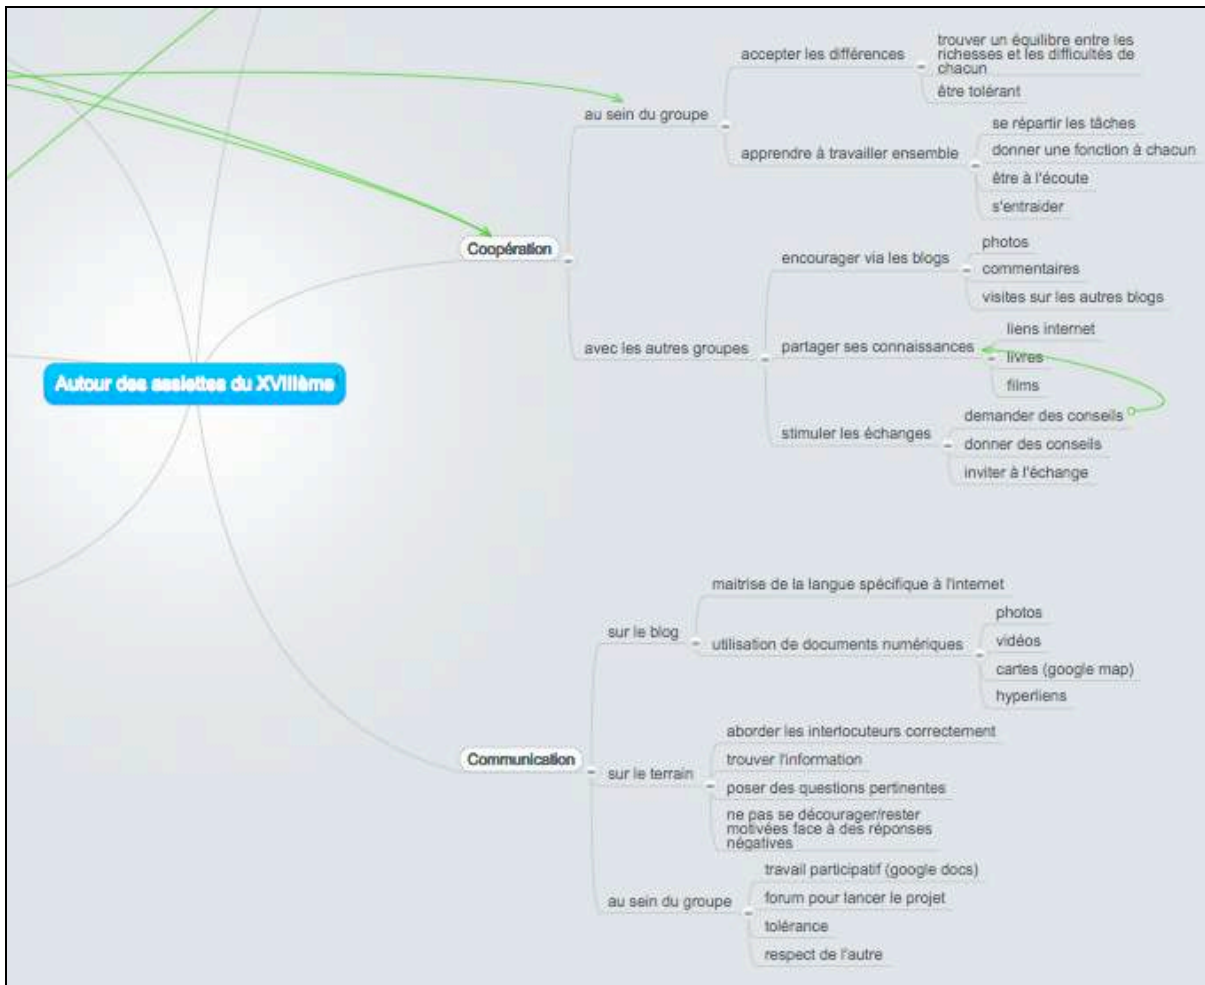 accepter les différences
trouver un équilibre entre les
richesses et les difficultés de
chacun
être tolérant
au sein du groupe
apprendre à travailler ensemble
se répartir les tâches
donner une fonction à chacun
être à l'écoute
s'entraider
Coopération
encourager via les blogs
photos
commentaires
visites sur les autres blogs
avec les autres groupes
partager ses connaissances
liens internet
livres
films
stimuler les échanges
demander des conseils
donner des conseils
inviter à l'échange
Autour des assiettes du XVIIIème
maitrise de la langue spécifique à l'internet
sur le blog
utilisation de documents numériques
photos
vidéos
cartes (google map)
hyperliens
Communication
sur le terrain
aborder les interlocuteurs correctement
trouver l'information
poser des questions pertinentes
ne pas se décourager/rester
motivées face à des réponses
négatives
au sein du groupe
travail participatif (google docs)
forum pour lancer le projet
tolérance
respect de l'autre